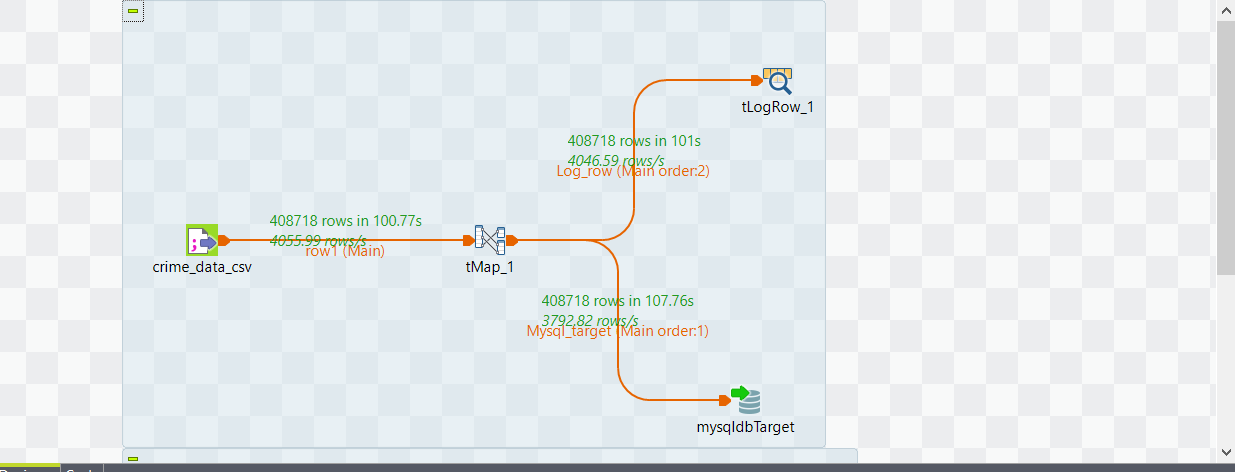 tLogRow_1
408718 rows in 101s
4046.59 rows/s
Log_row (Main order:2)
408718 rows in 100.77s
4055.99 rows/s
row1 (Main)
crime_data_csv
tMap_1
408718 rows in 107.76s
3792.82 rows/s
Mysql_target (Main order:1)
mysqldbTarget